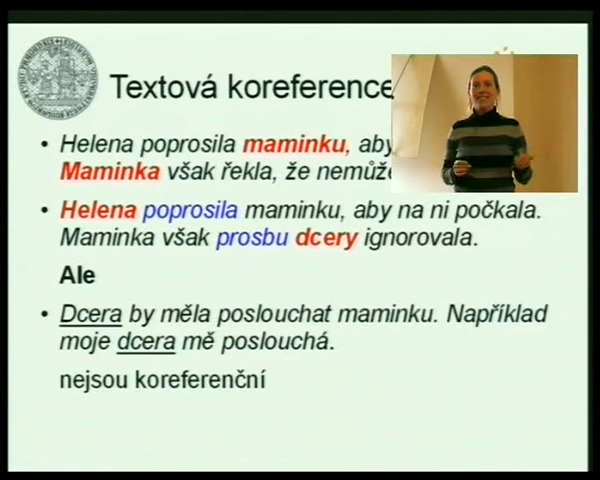 Textová koreference
• Helena poprosila maminku, aby
Maminka však řekla, že
• Helena poprosila maminku, aby na ni počkala.
Maminka však prosbu dcery ignorovala.
Ale
• Dcera by měla poslouchat maminku. Například
moje dcera mě poslouchá.
nejsou koreferenční